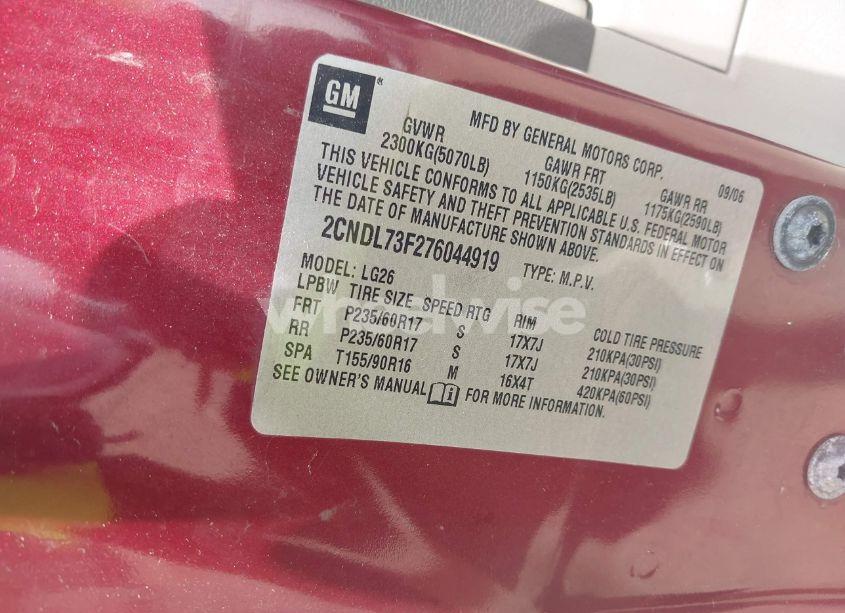 GM
MFD BY GENERAL MOTORS CORP. 09/06
GVWR GAWR FRT GAWR RR
2300KG(5070LB) 1150KG(2535LB) 1175KG(2590LB)
THIS VEHICLE CONFORMS TO ALL APPLICABLE U.S. FEDERAL MOTOR
VEHICLE SAFETY AND THEFT PREVENTION STANDARDS IN EFFECT ON
THE DATE OF MANUFACTURE SHOWN ABOVE.
2CNDL73F276044919 TYPE: M.P.V.
MODEL: LG26
LPBW TIRE SIZE SPEED RTG RIM COLD TIRE PRESSURE
FRT P235/60R17 S 17X7J 210KPA(30PSI)
RR P235/60R17 S 17X7J 210KPA(30PSI)
SPA T155/90R16 M 16X4T 420KPA(60PSI)
SEE OWNER'S MANUAL FOR MORE INFORMATION.
wheelwise